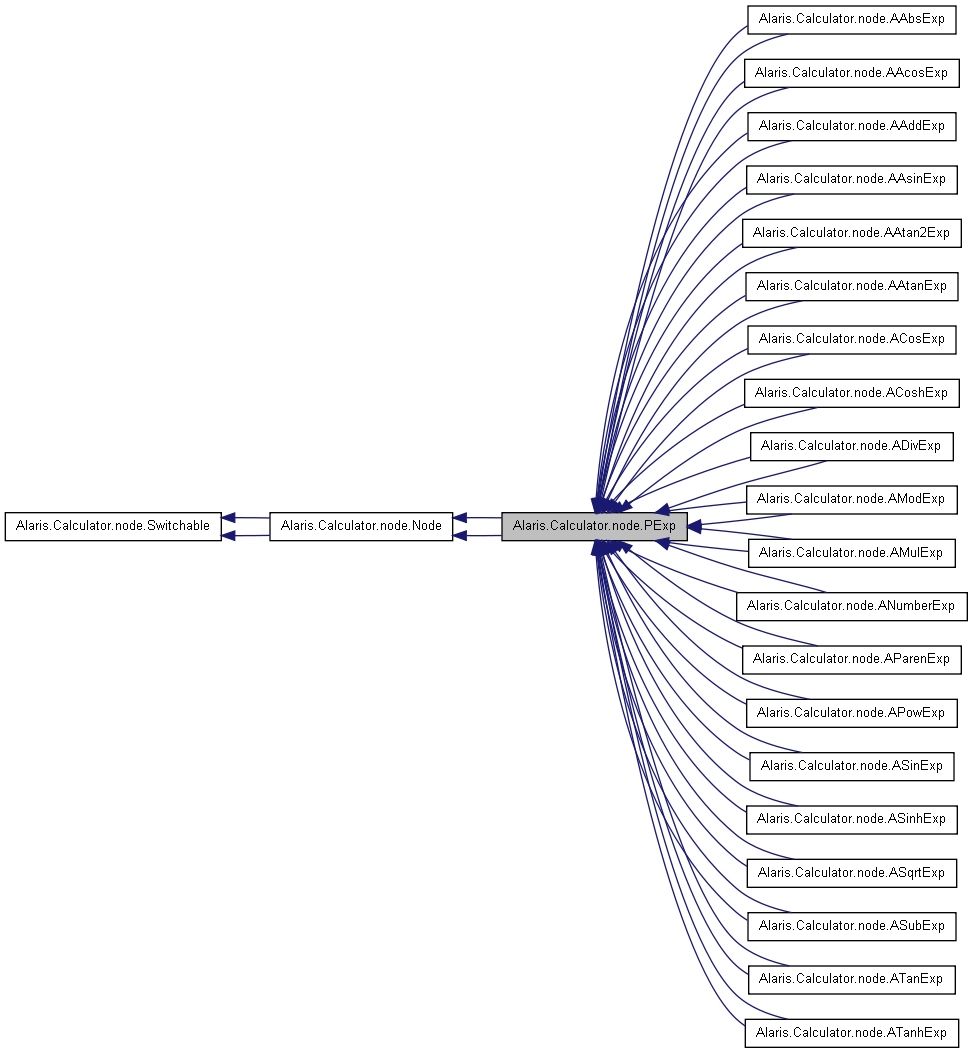 Alaris.Calculator.node.Switchable
Alaris.Calculator.node.Node
Alaris.Calculator.node.PExp
Alaris.Calculator.node.AAbsExp
Alaris.Calculator.node.AAcosExp
Alaris.Calculator.node.AAddExp
Alaris.Calculator.node.AAsinExp
Alaris.Calculator.node.AAtan2Exp
Alaris.Calculator.node.AAtanExp
Alaris.Calculator.node.ACosExp
Alaris.Calculator.node.ACoshExp
Alaris.Calculator.node.ADivExp
Alaris.Calculator.node.AModExp
Alaris.Calculator.node.AMulExp
Alaris.Calculator.node.ANumberExp
Alaris.Calculator.node.AParenExp
Alaris.Calculator.node.APowExp
Alaris.Calculator.node.ASinExp
Alaris.Calculator.node.ASinhExp
Alaris.Calculator.node.ASqrtExp
Alaris.Calculator.node.ASubExp
Alaris.Calculator.node.ATanExp
Alaris.Calculator.node.ATanhExp